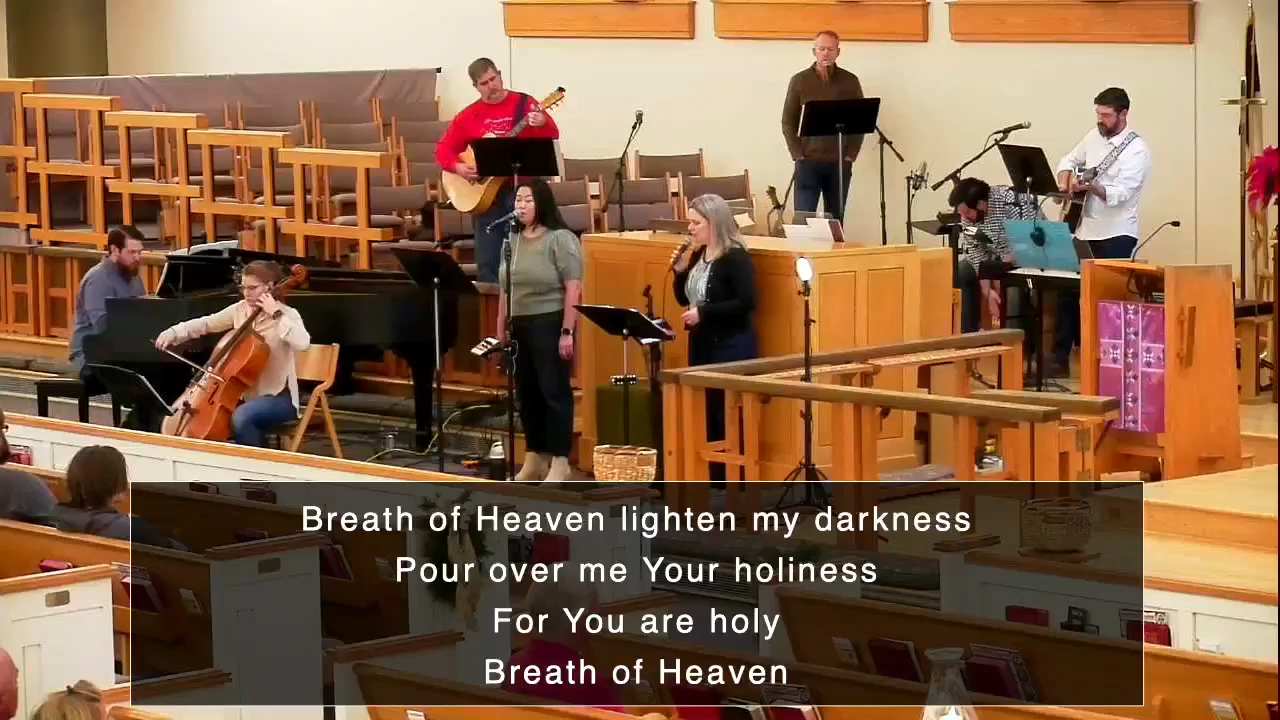 Breath of Heaven lighten my darkness
Pour over me Your holiness
For You are holy
Breath of Heaven